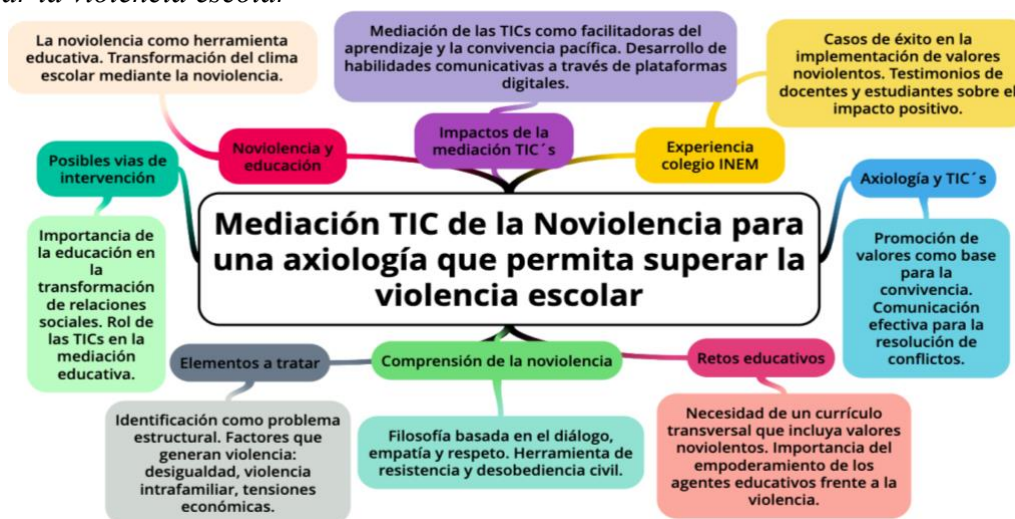 ar la violencia escolar
La noviolencia como herramienta
educativa. Transformación del clima
escolar mediante la noviolencia.
Mediación de las TICs como facilitadoras del
aprendizaje y la convivencia pacífica. Desarrollo de
habilidades comunicativas a través de plataformas
digitales.
Casos de éxito en la
implementación de valores
noviolentos. Testimonios de
docentes y estudiantes sobre el
impacto positivo.
Noviolencia y
educación
Impactos de la
mediación TIC´s
Experiencia
colegio INEM
Posibles vias de
intervención
Axiología y TIC´s
Importancia de
la educación en
la
transformación
de relaciones
sociales. Rol de
las TICs en la
mediación
educativa.
Mediación TIC de la Noviolencia para
una axiología que permita superar la
violencia escolar
Promoción de
valores como base
para la
convivencia.
Comunicación
efectiva para la
resolución de
conflictos.
Elementos a tratar
Comprensión de la noviolencia
Retos educativos
Identificación como problema
estructural. Factores que
generan violencia:
desigualdad, violencia
intrafamiliar, tensiones
económicas.
Filosofía basada en el diálogo,
empatía y respeto. Herramienta de
resistencia y desobediencia civil.
Necesidad de un currículo
transversal que incluya valores
noviolentos. Importancia del
empoderamiento de los
agentes educativos frente a la
violencia.